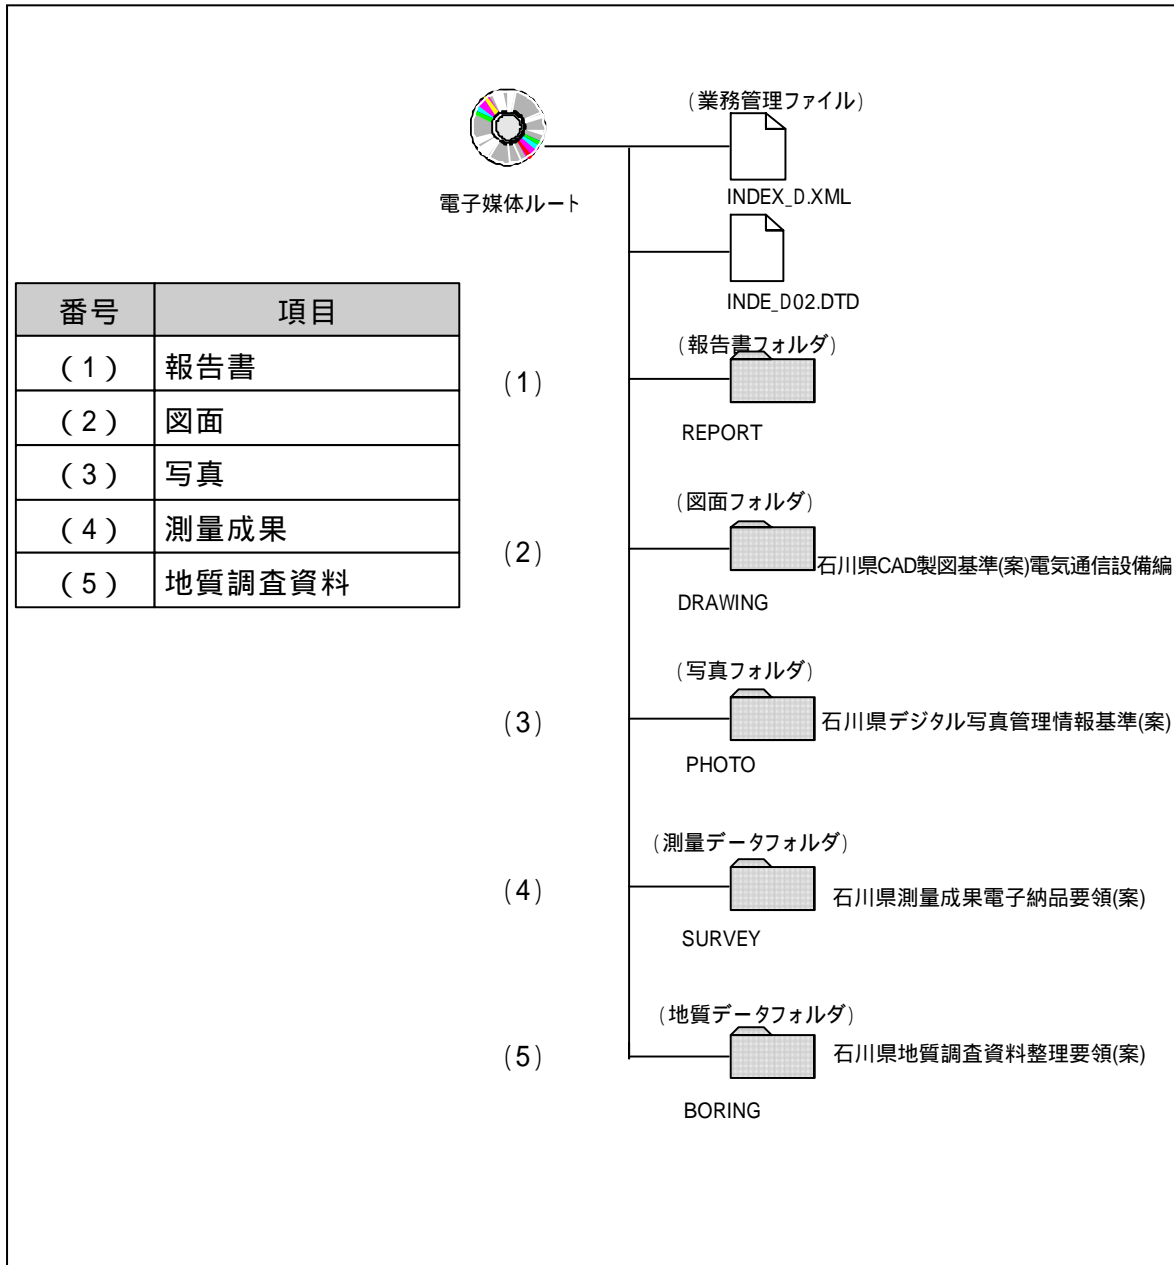 (業務管理ファイル)
電子媒体ルート
INDEX_D.XML
INDE_D02.DTD
番号 項目
(1) 報告書
(2) 図面
(3) 写真
(4) 測量成果
(5) 地質調査資料
(報告書フォルダ)
(1)
REPORT
(図面フォルダ)
(2)
石川県CAD製図基準(案)電気通信設備編
DRAWING
(写真フォルダ)
(3)
石川県デジタル写真管理情報基準(案)
PHOTO
(測量データフォルダ)
(4)
石川県測量成果電子納品要領(案)
SURVEY
(地質データフォルダ)
(5)
石川県地質調査資料整理要領(案)
BORING